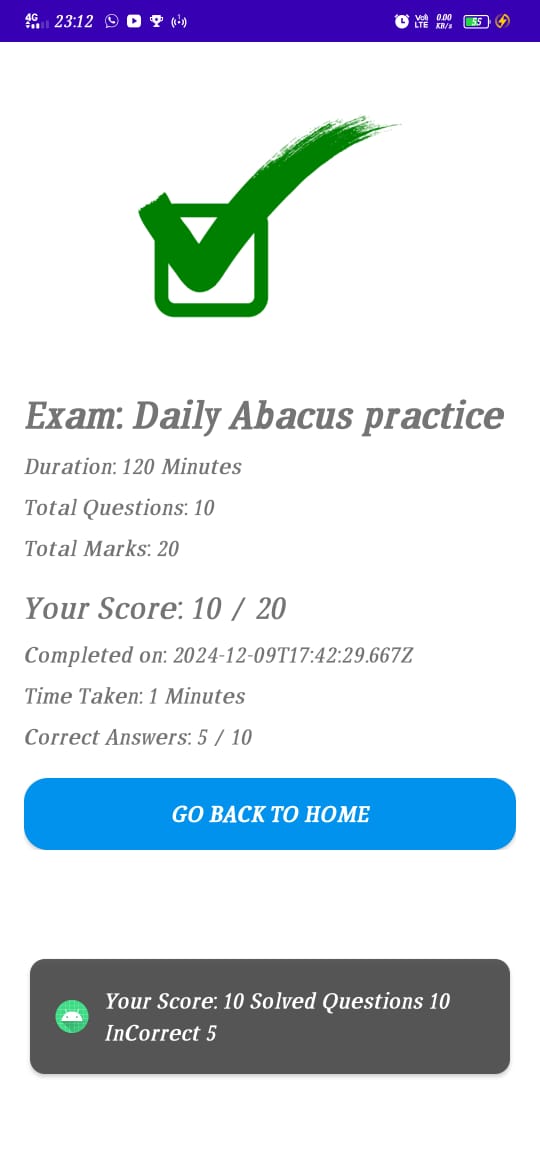 4G 23:12 Vo) LTE 0.00 KB/s 55
Exam: Daily Abacus practice
Duration: 120 Minutes
Total Questions: 10
Total Marks: 20
Your Score: 10 / 20
Completed on: 2024-12-09T17:42:29.667Z
Time Taken: 1 Minutes
Correct Answers: 5 / 10
GO BACK TO HOME
Your Score: 10 Solved Questions 10
InCorrect 5